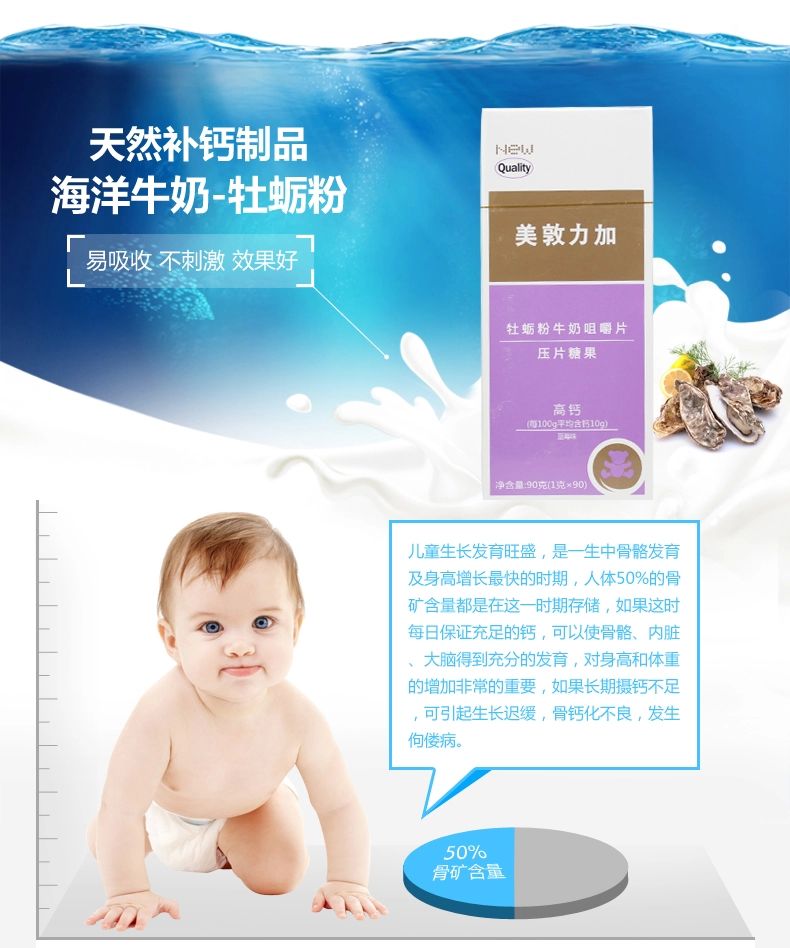 天然补钙制品
海洋牛奶-牡蛎粉
易吸收 不刺激 效果好
New
Quality
美敦力加
牡蛎粉牛奶咀嚼片
压片糖果
高钙
(每100g平均含钙10g)
蓝莓味
净含量:90克(1克×90)
儿童生长发育旺盛，是一生中骨骼发育
及身高增长最快的时期，人体50%的骨
矿含量都是在这一时期存储，如果这时
每日保证充足的钙，可以使骨骼、内脏
、大脑得到充分的发育，对身高和体重
的增加非常的重要，如果长期摄钙不足
，可引起生长迟缓，骨钙化不良，发生
佝偻病。
50%
骨矿含量